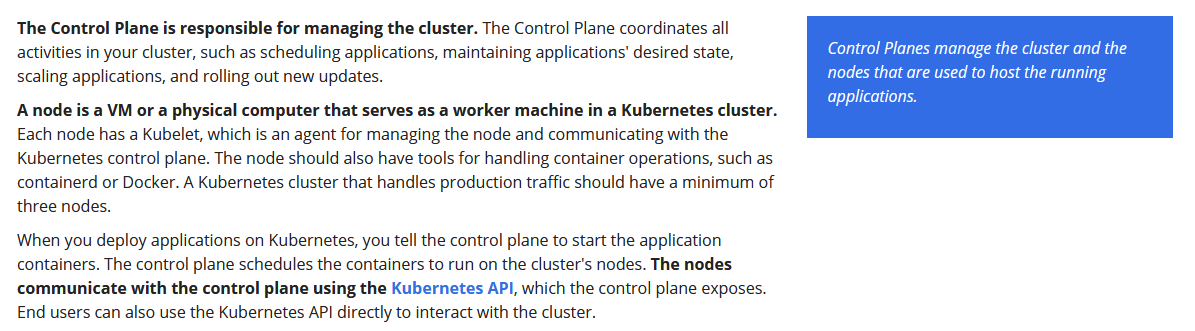 The Control Plane is responsible for managing the cluster. The Control Plane coordinates all
activities in your cluster, such as scheduling applications, maintaining applications' desired state,
scaling applications, and rolling out new updates.
A node is a VM or a physical computer that serves as a worker machine in a Kubernetes cluster.
Each node has a Kubelet, which is an agent for managing the node and communicating with the
Kubernetes control plane. The node should also have tools for handling container operations, such as
containerd or Docker. A Kubernetes cluster that handles production traffic should have a minimum of
three nodes.
When you deploy applications on Kubernetes, you tell the control plane to start the application
containers. The control plane schedules the containers to run on the cluster's nodes. The nodes
communicate with the control plane using the Kubernetes API, which the control plane exposes.
End users can also use the Kubernetes API directly to interact with the cluster.
Control Planes manage the cluster and the
nodes that are used to host the running
applications.